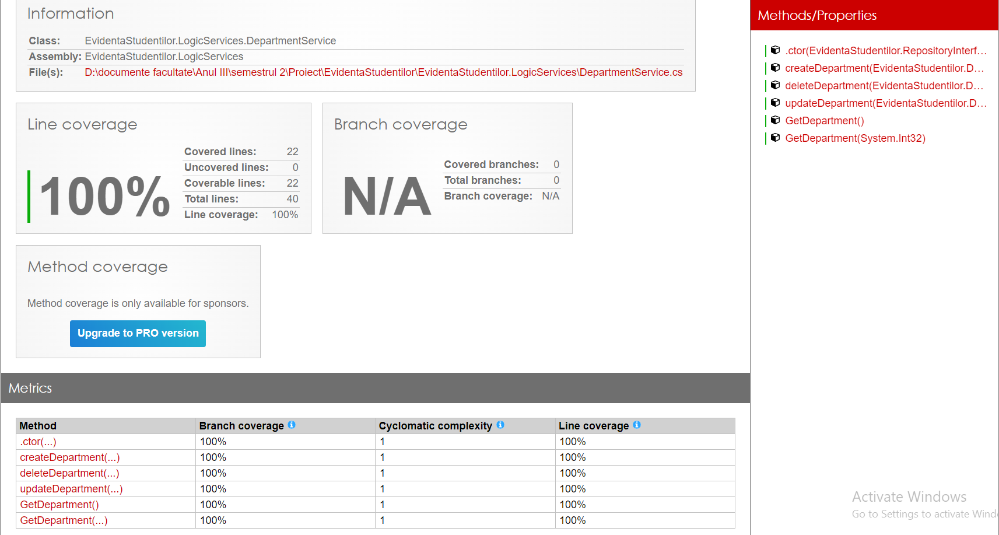 Information
Class: EvidentaStudentilor.LogicServices.DepartmentService
Assembly: EvidentaStudentilor.LogicServices
File(s): D:\documente facultate\Anul III\semestrul 2\Proiect\EvidentaStudentilor\EvidentaStudentilor.LogicServices\DepartmentService.cs
Line coverage
100%
Covered lines: 22
Uncovered lines: 0
Coverable lines: 22
Total lines: 40
Line coverage: 100%
Branch coverage
N/A
Covered branches: 0
Total branches: 0
Branch coverage: N/A
Method coverage
Method coverage is only available for sponsors.
Upgrade to PRO version
Metrics
Method Branch coverage Cyclomatic complexity Line coverage
.ctor(...) 100% 1 100%
createDepartment(...) 100% 1 100%
deleteDepartment(...) 100% 1 100%
updateDepartment(...) 100% 1 100%
GetDepartment() 100% 1 100%
GetDepartment(...) 100% 1 100%
Methods/Properties
.ctor(EvidentaStudentilor.RepositoryInterf...
createDepartment(EvidentaStudentilor.D...
deleteDepartment(EvidentaStudentilor.D...
updateDepartment(EvidentaStudentilor.D...
GetDepartment()
GetDepartment(System.Int32)
Activate Windows
Go to Settings to activate Wind